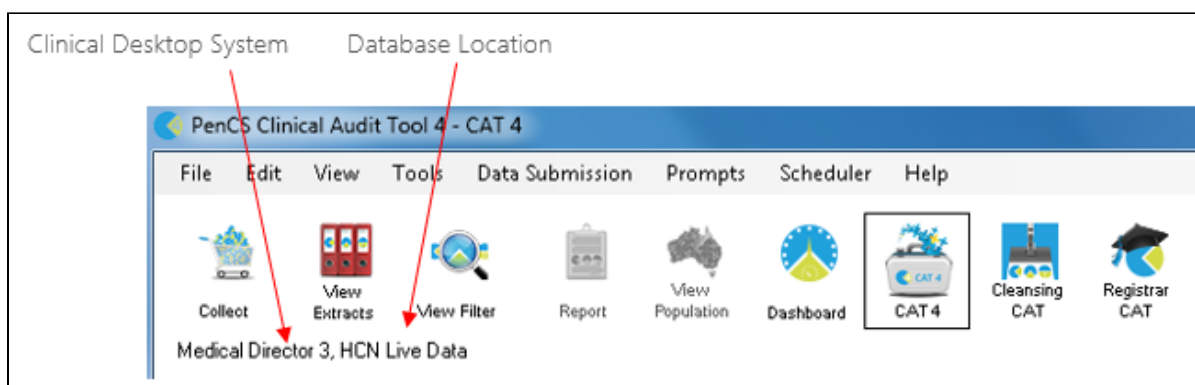 Clinical Desktop System Database Location
PenCS Clinical Audit Tool 4 - CAT 4
File Edit View Tools Data Submission Prompts Scheduler Help
CAT 4
Collect View Extracts View Filter Report View Population Dashboard CAT 4 Cleansing CAT Registrar CAT
Medical Director 3, HCN Live Data